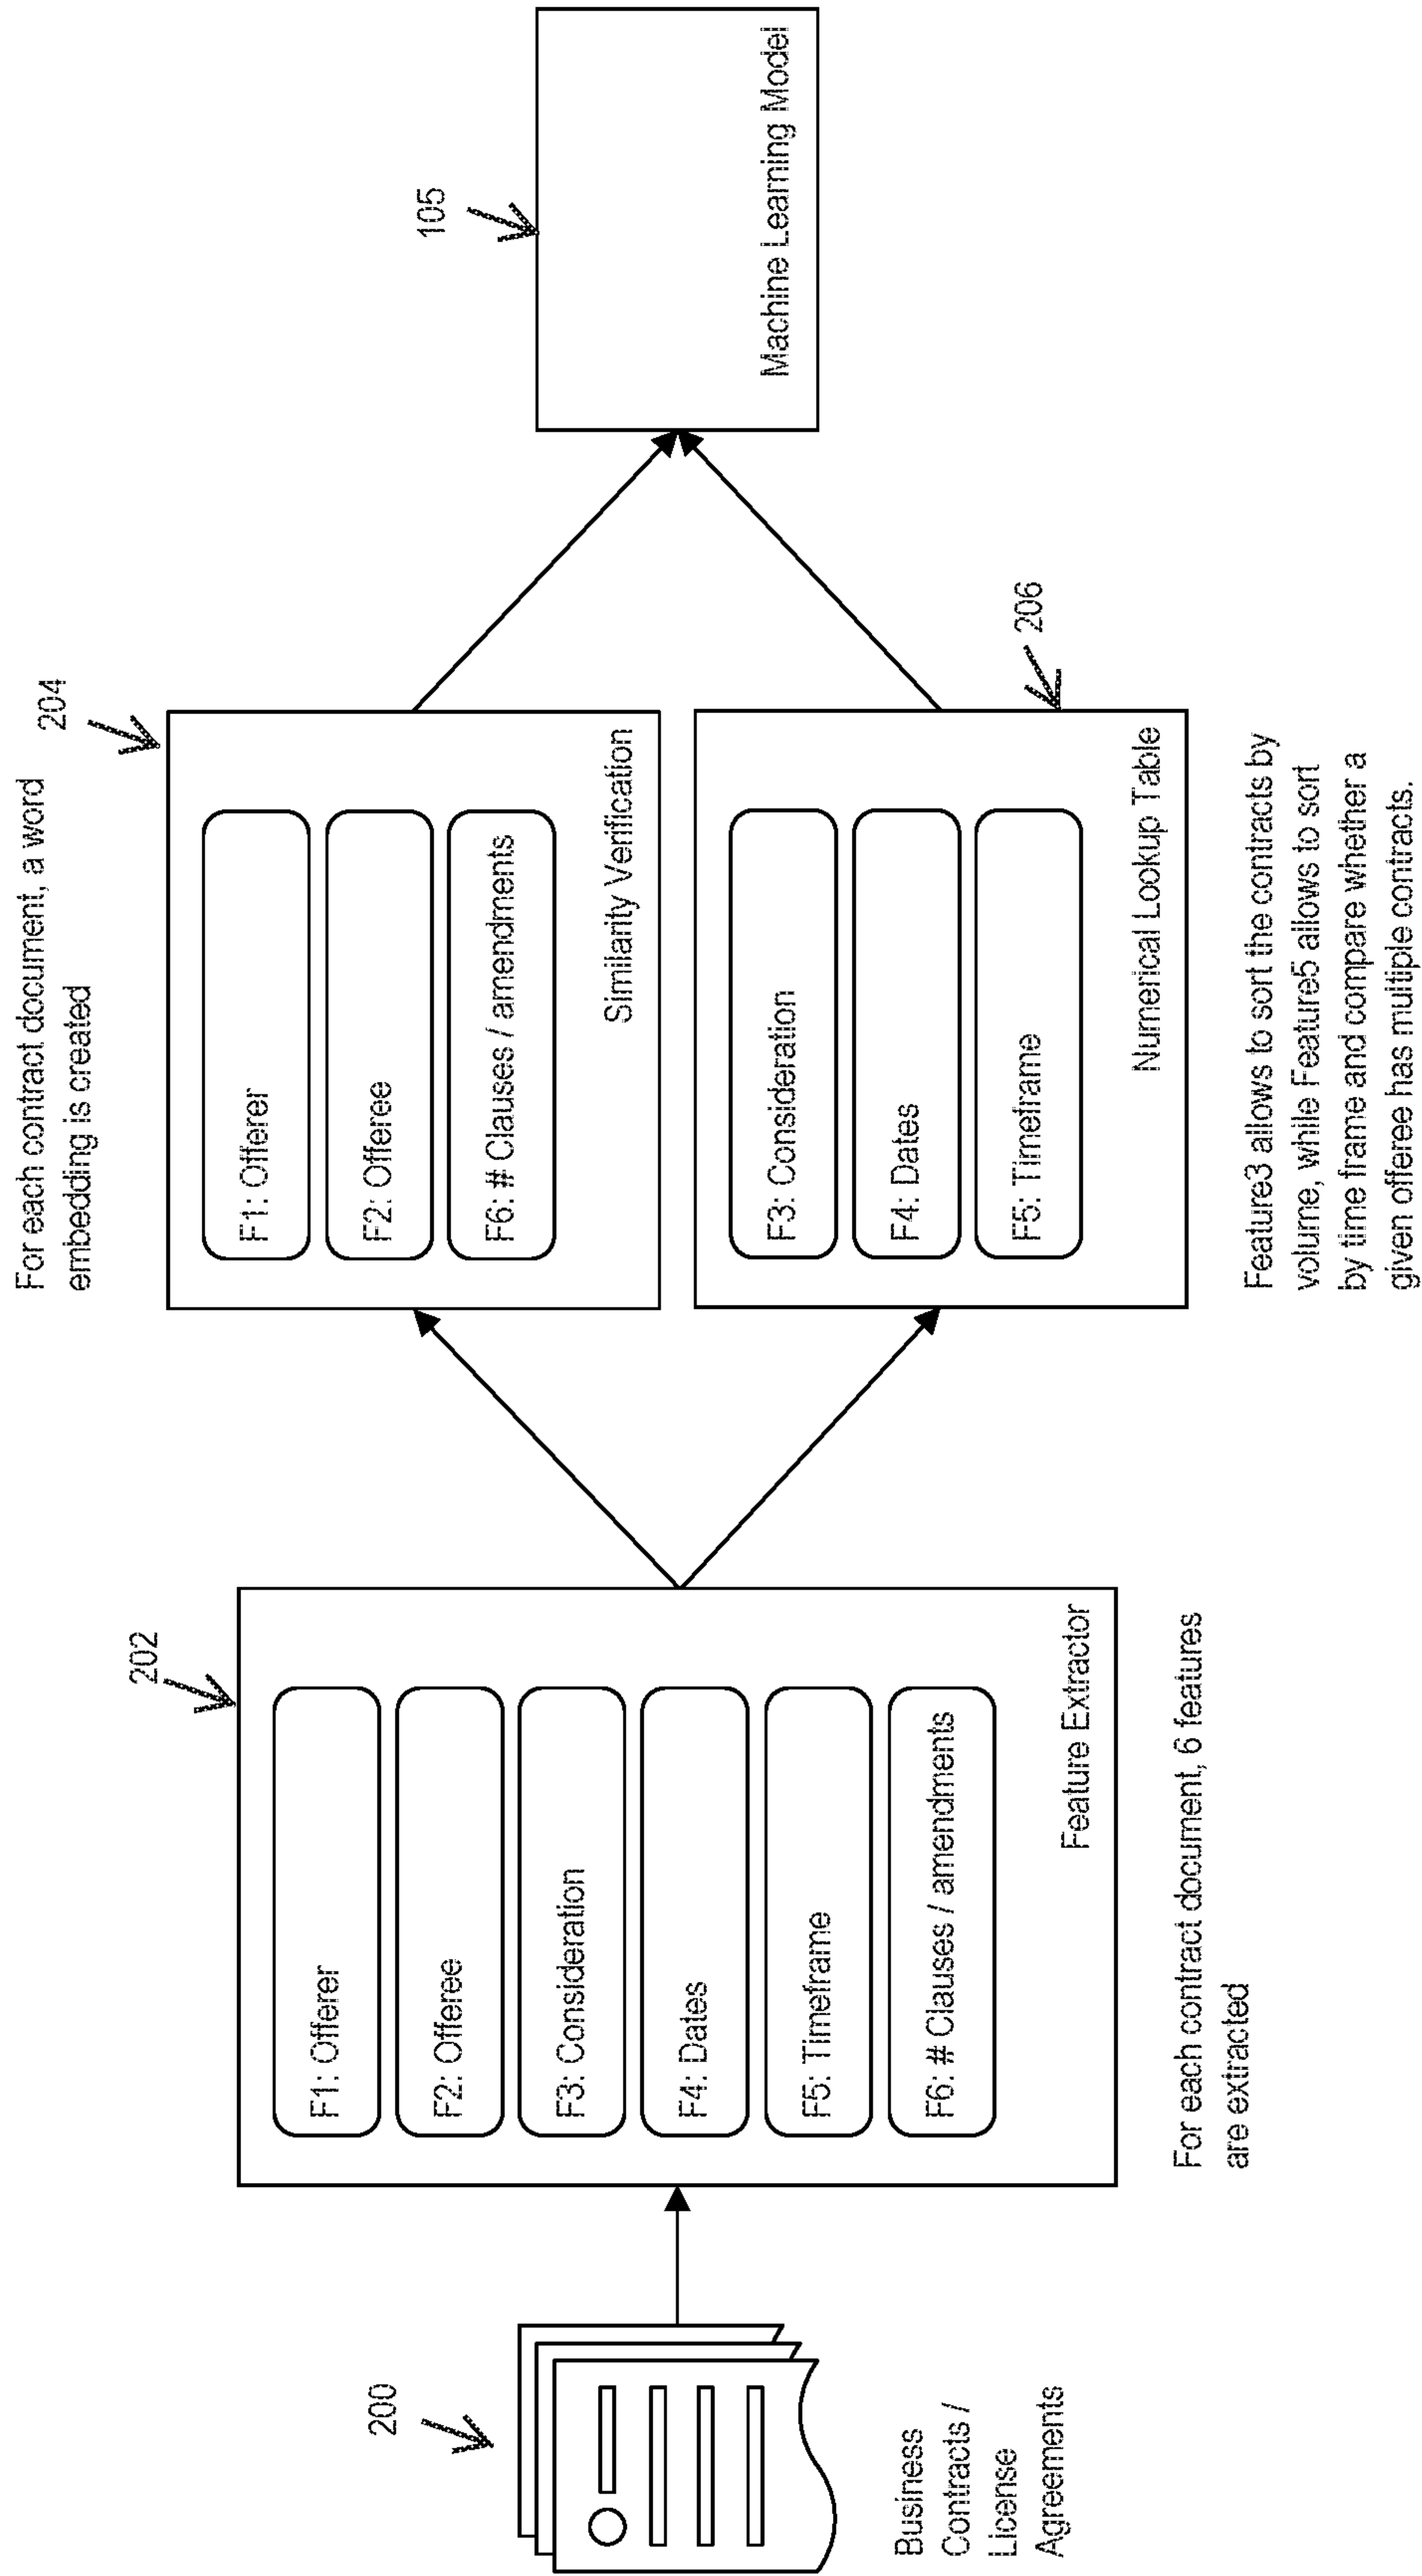 200
Business
Contracts /
License
Agreements
202
F1: Offerer
F2: Offeree
F3: Consideration
F4: Dates
F5: Timeframe
F6: # Clauses / amendments
Feature Extractor
For each contract document, 6 features
are extracted
For each contract document, a word
embedding is created
204
F1: Offerer
F2: Offeree
F6: # Clauses / amendments
Similarity Verification
F3: Consideration
F4: Dates
F5: Timeframe
Numerical Lookup Table
206
Feature3 allows to sort the contracts by
volume, while Feature5 allows to sort
by time frame and compare whether a
given offeree has multiple contracts.
105
Machine Learning Model